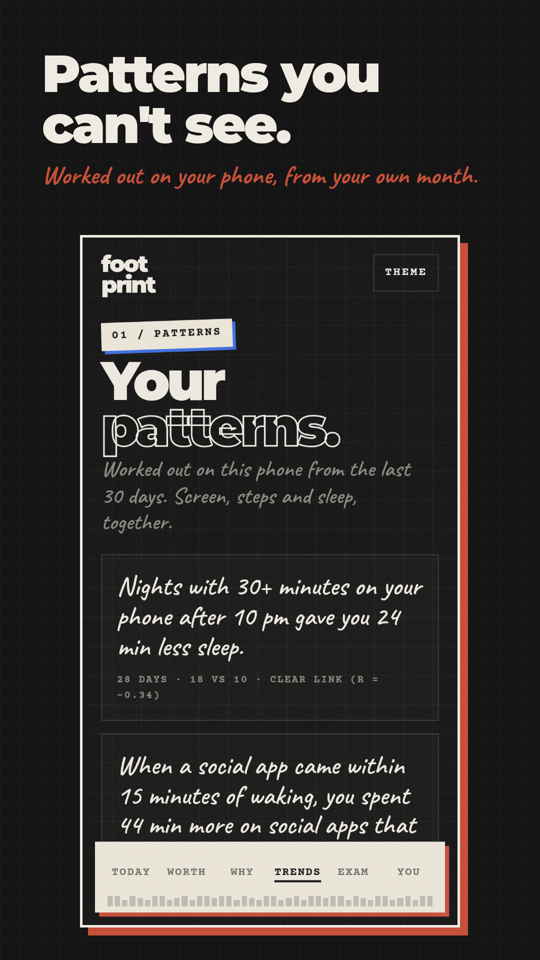 Patterns you
can't see.
Worked out on your phone, from your own month.
foot
print
THEME
01 / PATTERNS
Your
patterns.
Worked out on this phone from the last
30 days. Screen, steps and sleep,
together.
Nights with 30+ minutes on your
phone after 10 pm gave you 24
min less sleep.
28 DAYS · 18 VS 10 · CLEAR LINK (R =
−0.34)
When a social app came within
15 minutes of waking, you spent
44 min more on social apps that
TODAY WORTH WHY TRENDS EXAM YOU